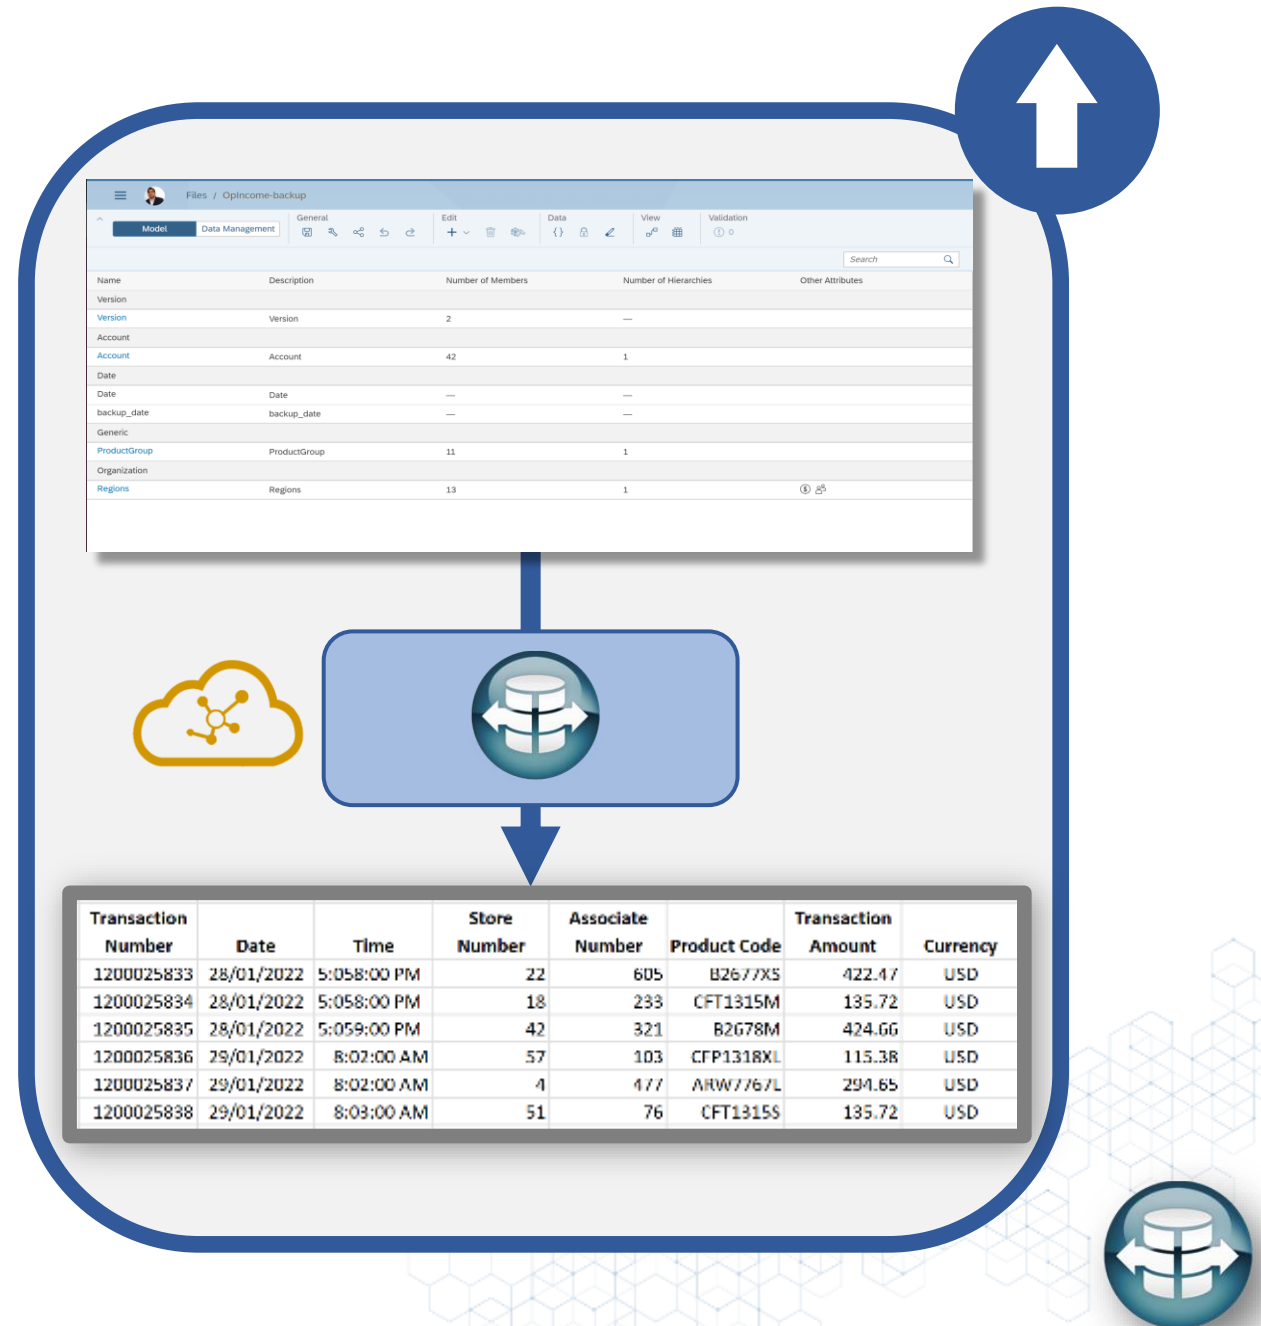 Files / OpIncome-backup
Model Data Management General Edit Data View Validation
0
Search
Name Description Number of Members Number of Hierarchies Other Attributes
Version
Version Version 2 —
Account
Account Account 42 1
Date
Date Date — —
backup_date backup_date — —
Generic
ProductGroup ProductGroup 11 1
Organization
Regions Regions 13 1
Transaction Number Date Time Store Number Associate Number Product Code Transaction Amount Currency
1200025833 28/01/2022 5:058:00 PM 22 605 B2677XS 422.47 USD
1200025834 28/01/2022 5:058:00 PM 18 233 CFT1315M 135.72 USD
1200025835 28/01/2022 5:059:00 PM 42 321 B2678M 424.66 USD
1200025836 29/01/2022 8:02:00 AM 57 103 CFP1318XL 115.38 USD
1200025837 29/01/2022 8:02:00 AM 4 477 ARW7767L 294.65 USD
1200025838 29/01/2022 8:03:00 AM 51 76 CFT1315S 135.72 USD